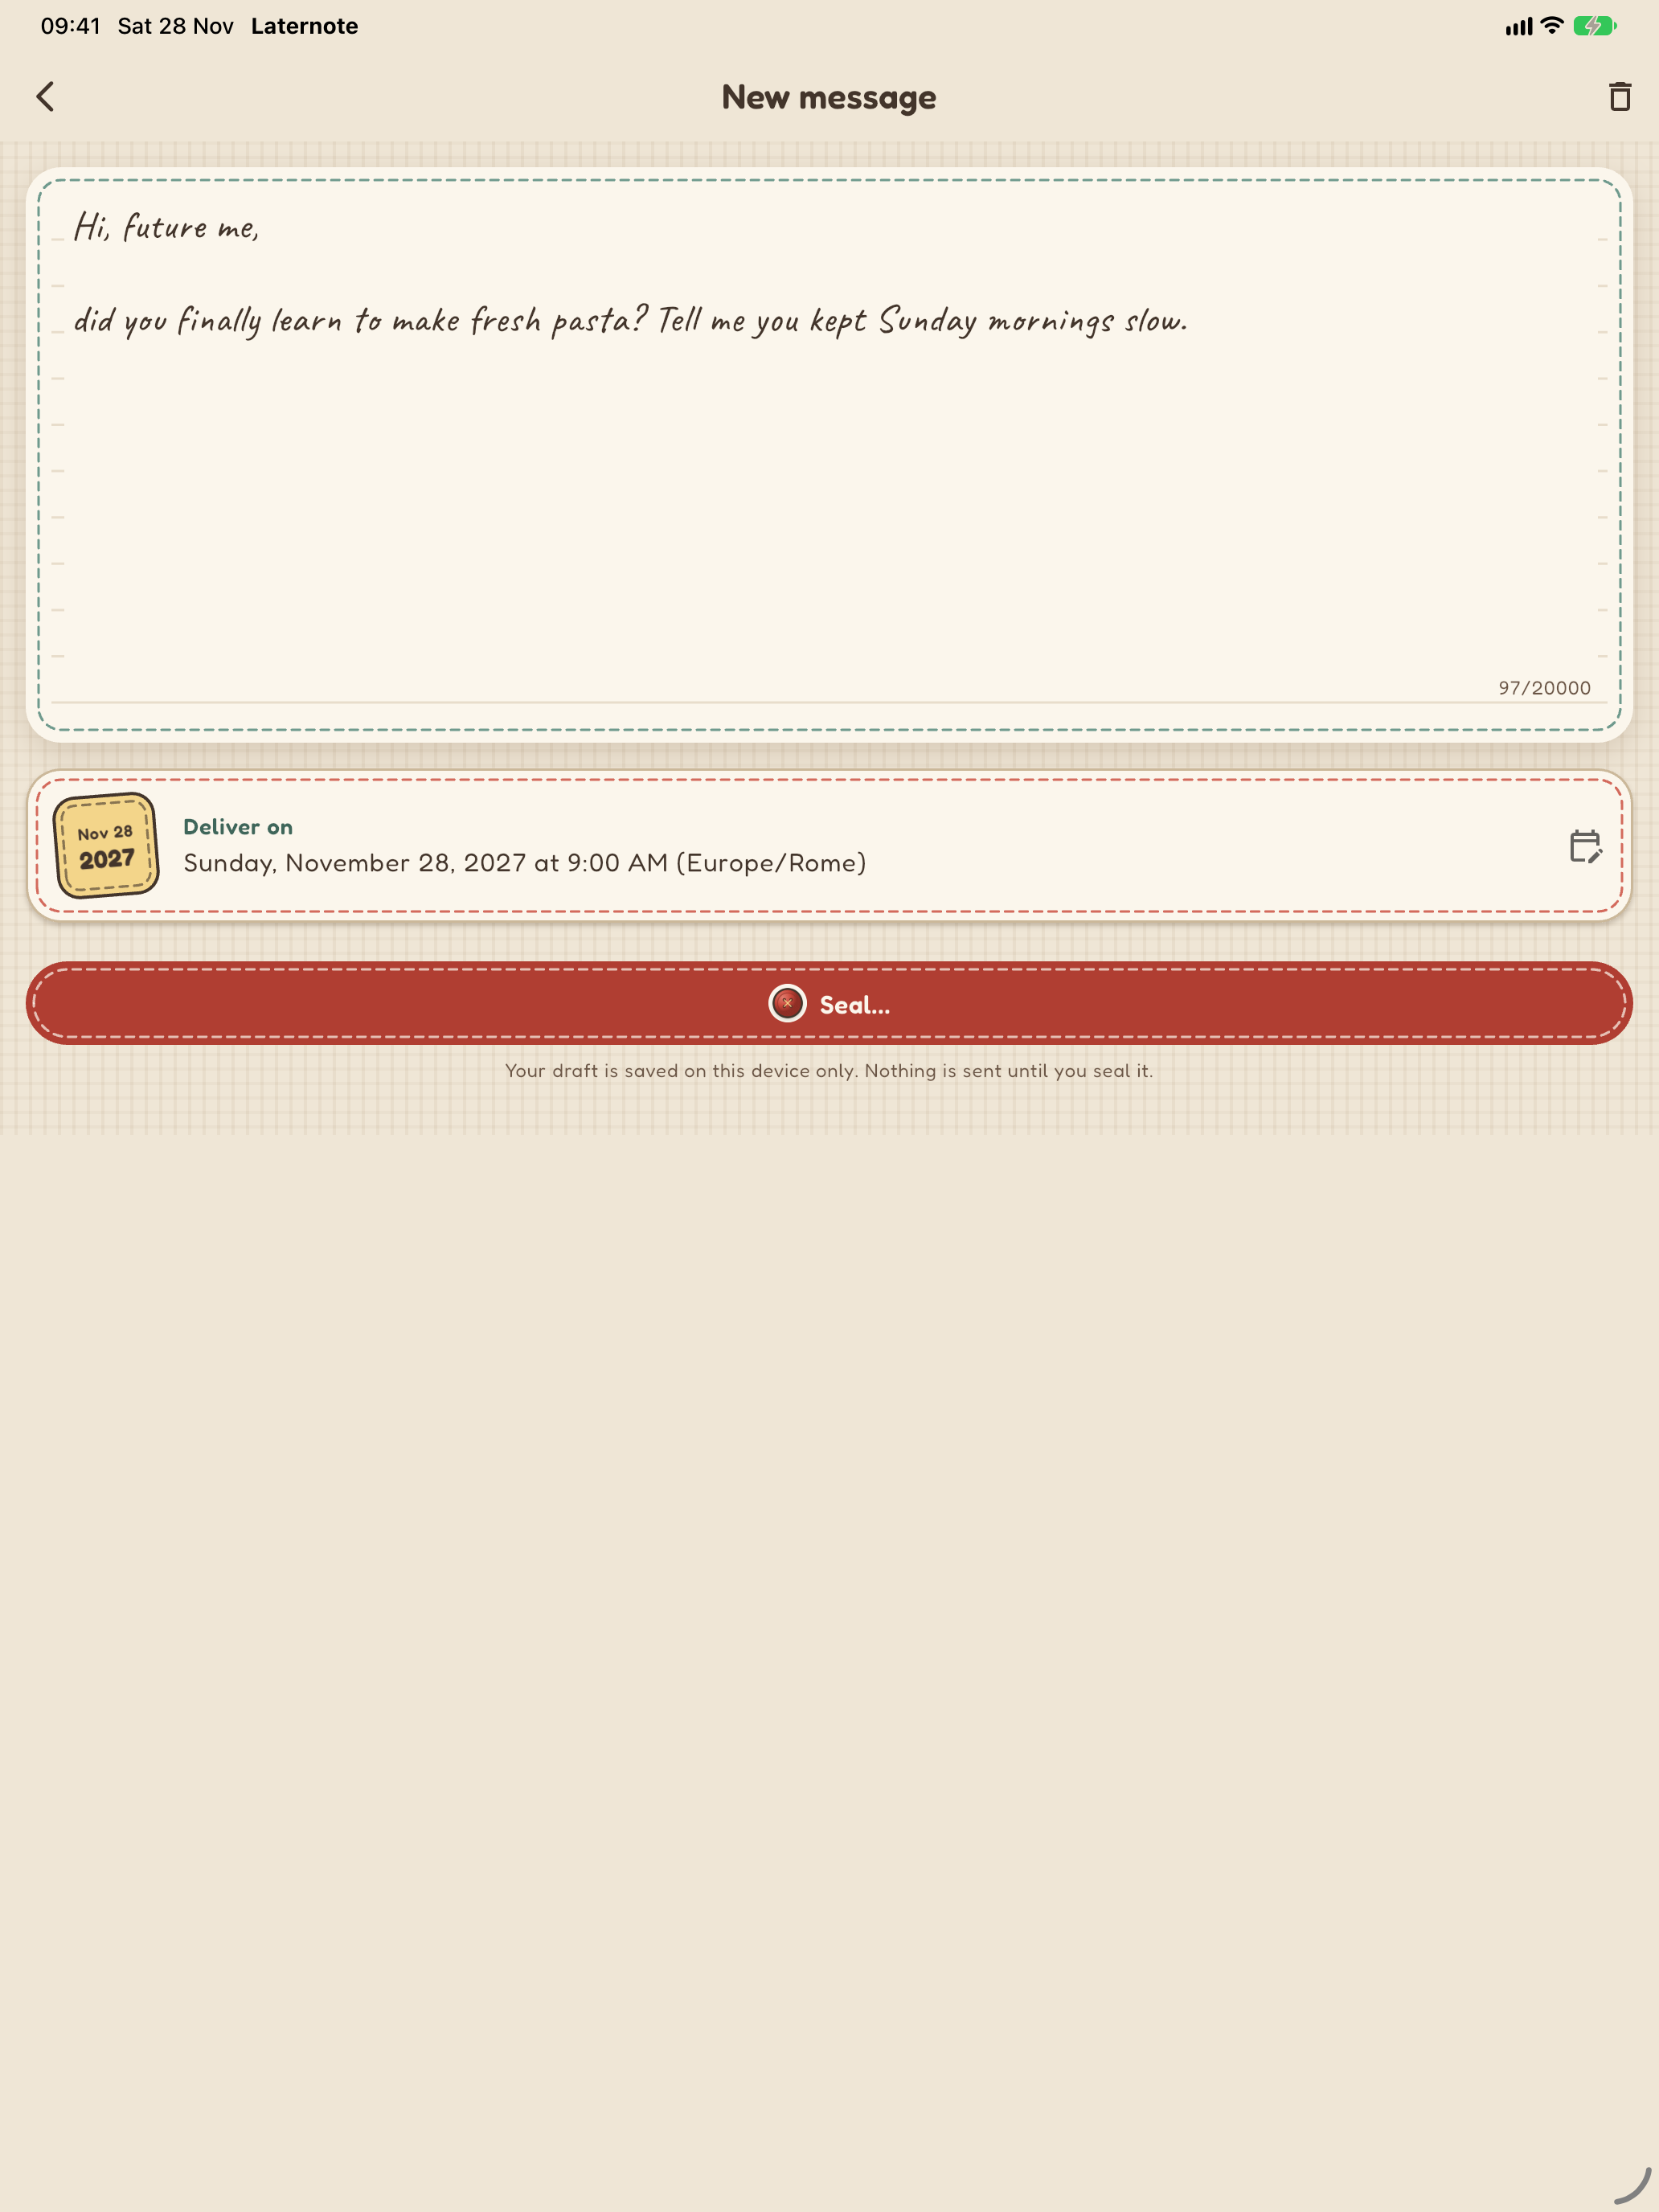 09:41 Sat 28 Nov Laternote
New message
Hi, future me,
did you finally learn to make fresh pasta? Tell me you kept Sunday mornings slow.
97/20000
Nov 28
2027
Deliver on
Sunday, November 28, 2027 at 9:00 AM (Europe/Rome)
Seal...
Your draft is saved on this device only. Nothing is sent until you seal it.